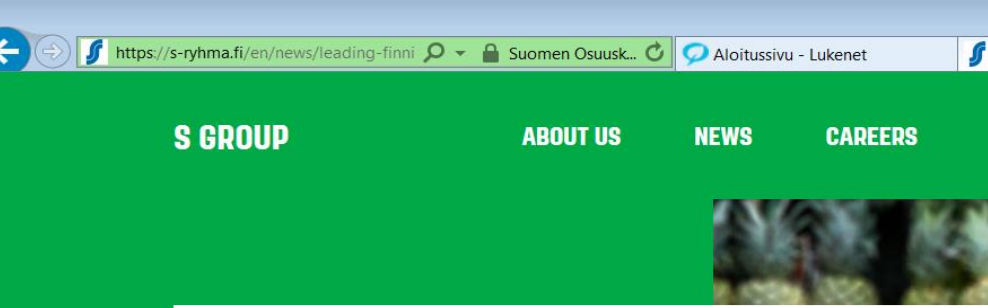 https://s-ryhma.fi/en/news/leading-finni Suomen Osuusk... Aloitussivu - Lukenet
S GROUP ABOUT US NEWS CAREERS